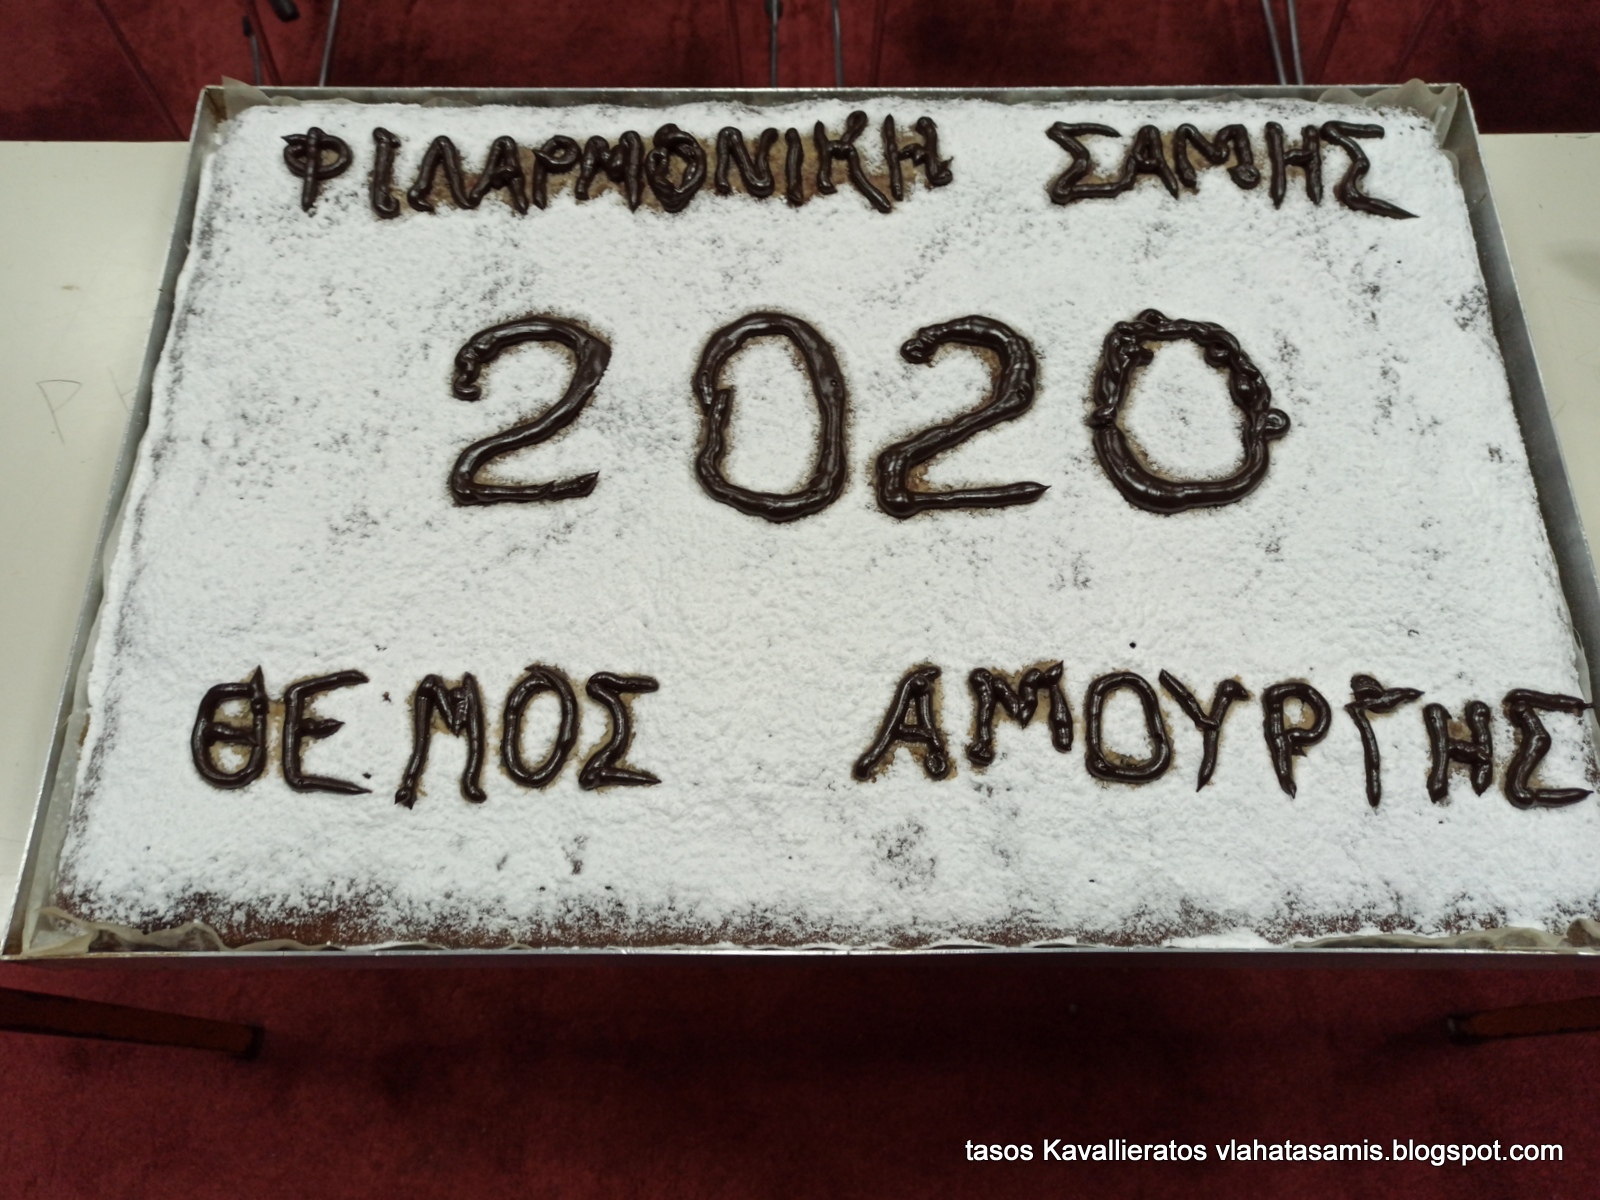 ΦΙΛΑΡΜΟΝΙΚΗ ΣΑΜΗΣ
2020
ΘΕΜΟΣ ΑΜΟΥΡΓΗΣ
tasos Kavallieratos vlahatasamis.blogspot.com